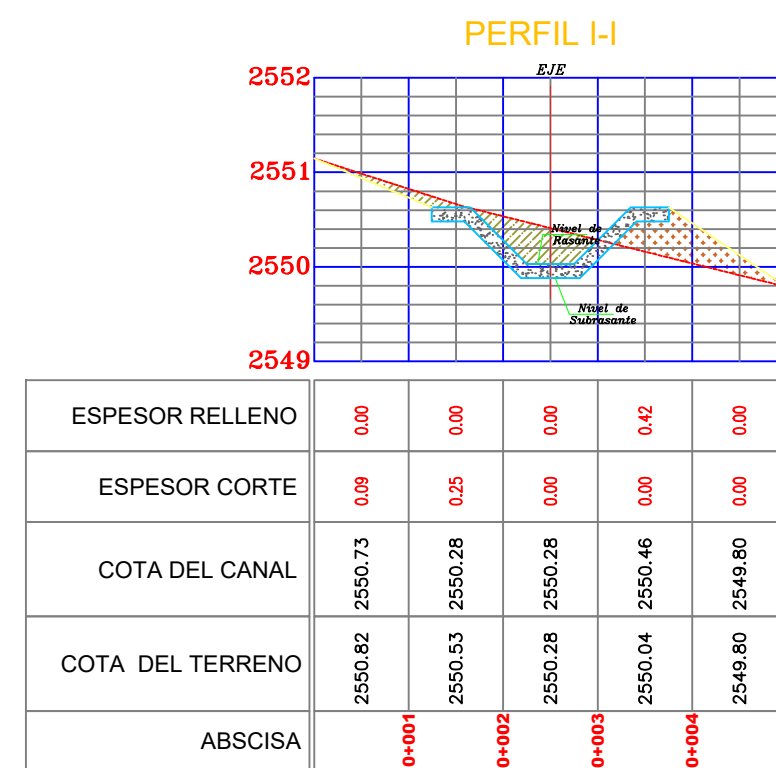 PERFIL I-I
EJE
2552
2551
2550
2549
Nivel de
Rasante
Nivel de
Subrasante
ESPESOR RELLENO 0.00 0.00 0.00 0.42 0.00
ESPESOR CORTE 0.09 0.25 0.00 0.00 0.00
COTA DEL CANAL 2550.73 2550.28 2550.28 2550.46 2549.80
COTA DEL TERRENO 2550.82 2550.53 2550.28 2550.04 2549.80
ABSCISA 0+001 0+002 0+003 0+004